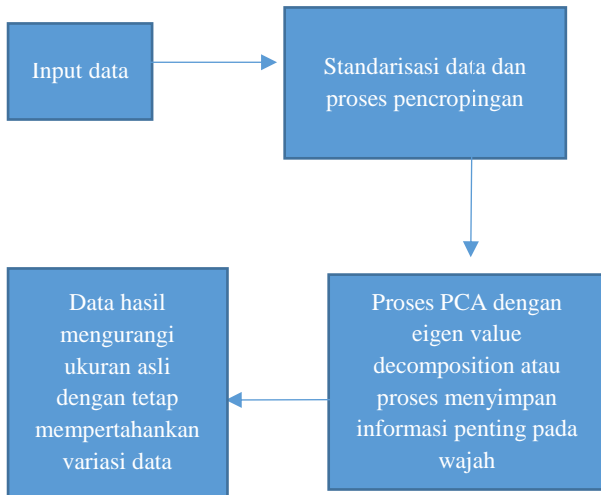 Input data
Standarisasi data dan
proses pencropingan
Proses PCA dengan
eigen value
decomposition atau
proses menyimpan
informasi penting pada
wajah
Data hasil
mengurangi
ukuran asli
dengan tetap
mempertahankan
variasi data